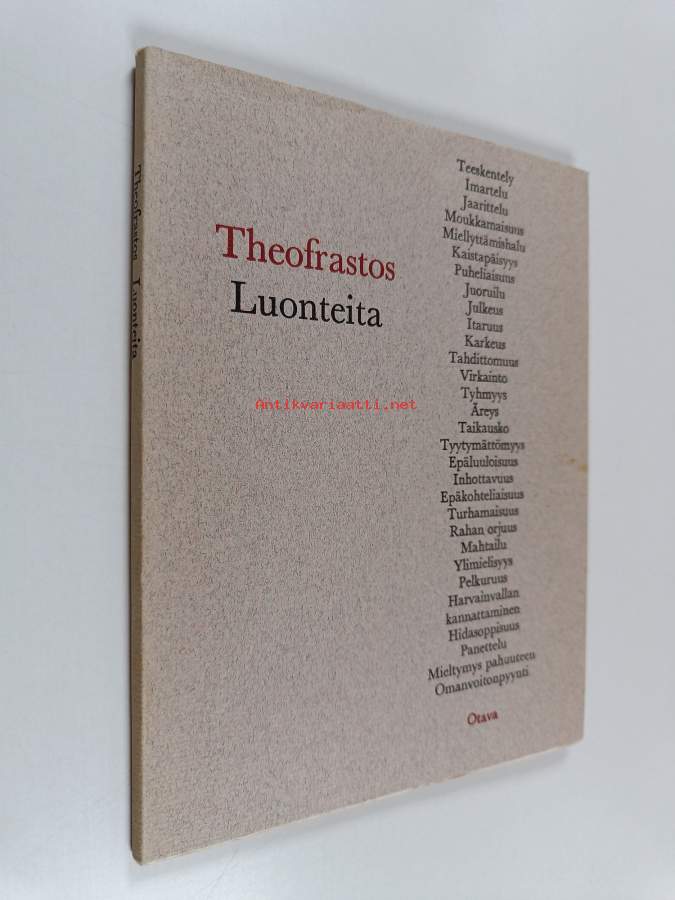 Theofrastos Luonteita
Theofrastos
Luonteita
Antikvariaatti.net
Teeskentely
Imartelu
Jaarittelu
Moukkamaisuus
Miellyttämishalu
Kaistapäisyys
Puheliaisuus
Juoruilu
Julkeus
Itaruus
Karkeus
Tahdittomuus
Virkainto
Tyhmyys
Äreys
Taikausko
Tyytymättömyys
Epäluuloisuus
Inhottavuus
Epäkohteliaisuus
Turhamaisuus
Rahan orjuus
Mahtailu
Ylimielisyys
Pelkuruus
Harvainvallan
kannattaminen
Hidasoppisuus
Panettelu
Mieltymys pahuuteen
Omanvoitonpyynti
Otava